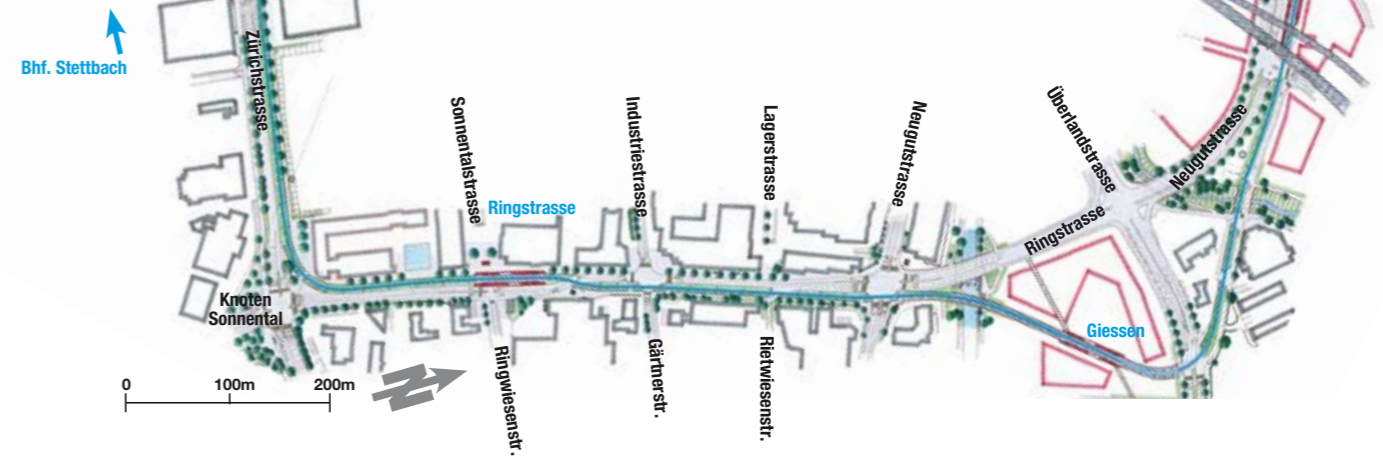 Zürichstrasse
Bhf. Stettbach
Sonnentalstrasse
Industriestrasse
Lagerstrasse
Neugutstrasse
Überlandstrasse
Neugutstrasse
Ringstrasse
Ringstrasse
Knoten
Sonnental
Giessen
Ringwiesenstr.
Gärtnerstr.
Rietwiesenstr.
0 100m 200m
N